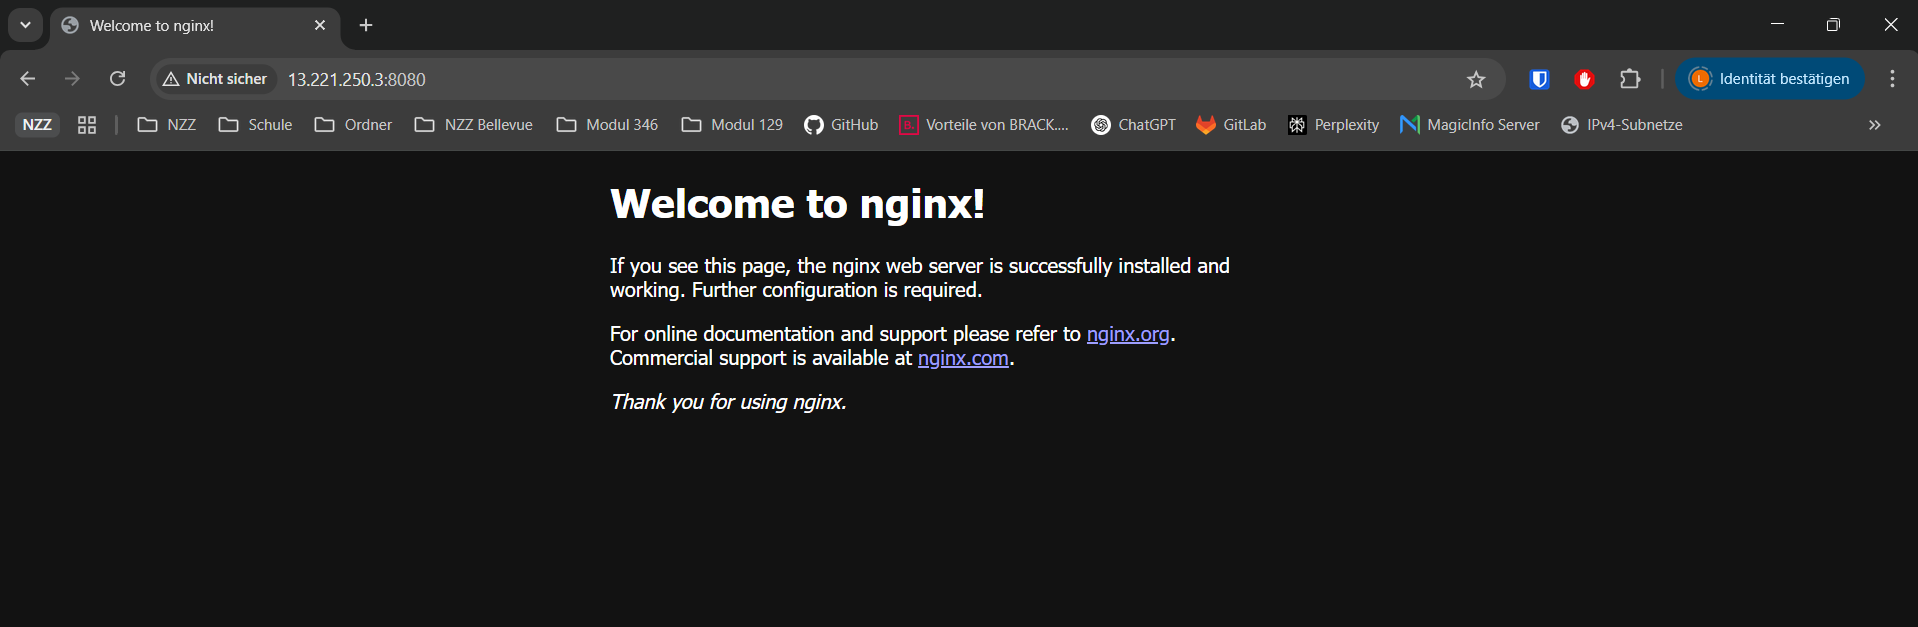 Welcome to nginx!
Nicht sicher 13.221.250.3:8080 L Identität bestätigen
NZZ NZZ Schule Ordner NZZ Bellevue Modul 346 Modul 129 GitHub B. Vorteile von BRACK.... ChatGPT GitLab Perplexity MagicInfo Server IPv4-Subnetze »
Welcome to nginx!
If you see this page, the nginx web server is successfully installed and
working. Further configuration is required.
For online documentation and support please refer to nginx.org.
Commercial support is available at nginx.com.
Thank you for using nginx.